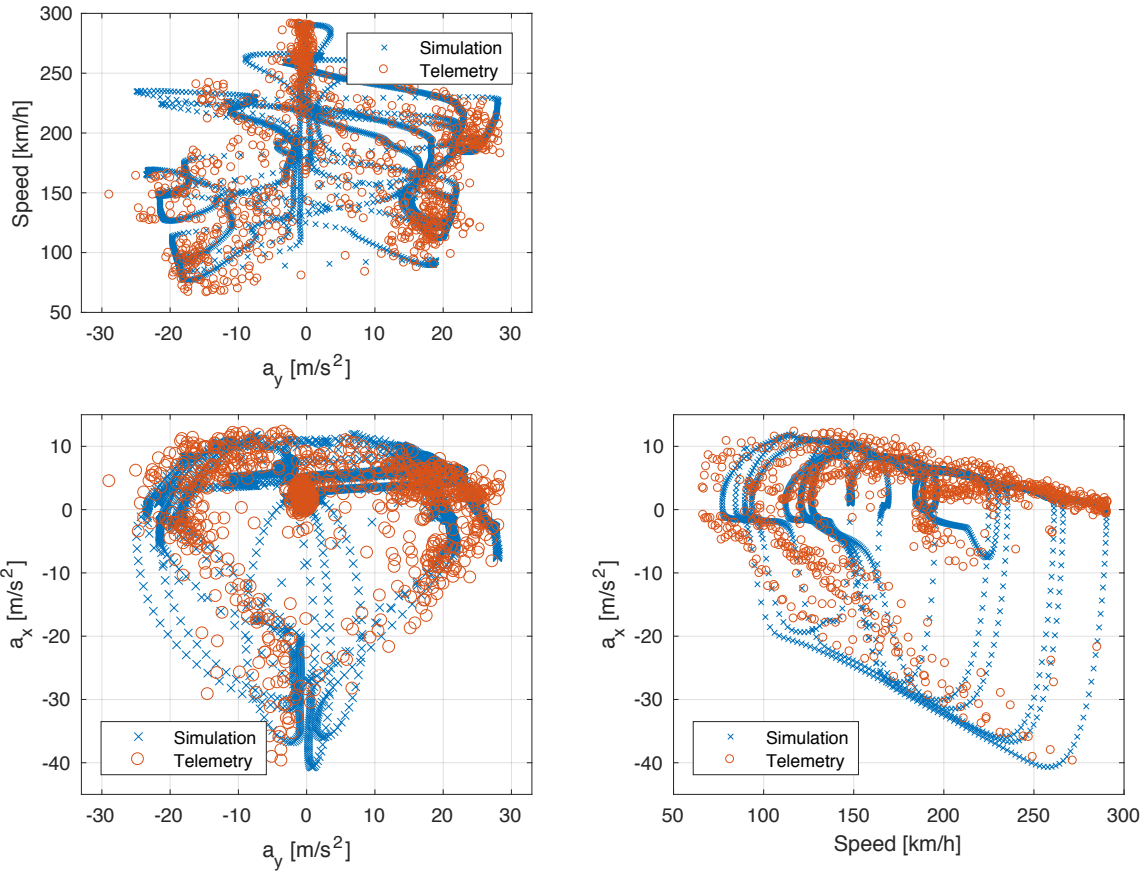 300
250
200
150
100
50
Speed [km/h]
Simulation
Telemetry
-30 -20 -10 0 10 20 30
a_y [m/s^2]
10
0
-10
-20
-30
-40
a_x [m/s^2]
Simulation
Telemetry
-30 -20 -10 0 10 20 30
a_y [m/s^2]
10
0
-10
-20
-30
-40
a_x [m/s^2]
Simulation
Telemetry
50 100 150 200 250 300
Speed [km/h]